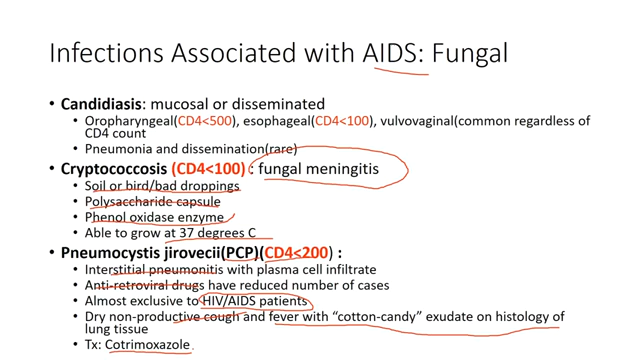 Infections Associated with AIDS: Fungal
• Candidiasis: mucosal or disseminated
• Oropharyngeal(CD4<500), esophageal(CD4<100), vulvovaginal(common regardless of
CD4 count
• Pneumonia and dissemination(rare)
• Cryptococcosis (CD4<100) : fungal meningitis
• Soil or bird/bad droppings
• Polysaccharide capsule
• Phenol oxidase enzyme
• Able to grow at 37 degrees C
• Pneumocystis jirovecii(PCP)(CD4<200) :
• Interstitial pneumonitis with plasma cell infiltrate
• Anti-retroviral drugs have reduced number of cases
• Almost exclusive to HIV/AIDS patients
• Dry non-productive cough and fever with “cotton-candy” exudate on histology of
lung tissue
• Tx: Cotrimoxazole